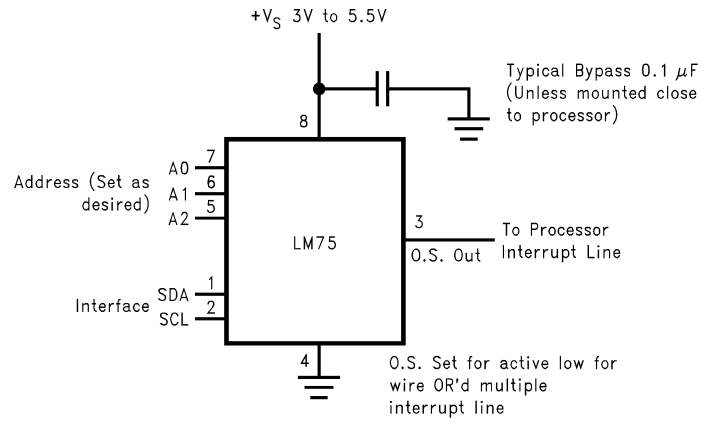 +VS 3V to 5.5V
Typical Bypass 0.1 µF
(Unless mounted close
to processor)
8
Address (Set as
desired)
A0 7
A1 6
A2 5
LM75
3
O.S. Out
To Processor
Interrupt Line
Interface
SDA 1
SCL 2
4
O.S. Set for active low for
wire OR'd multiple
interrupt line